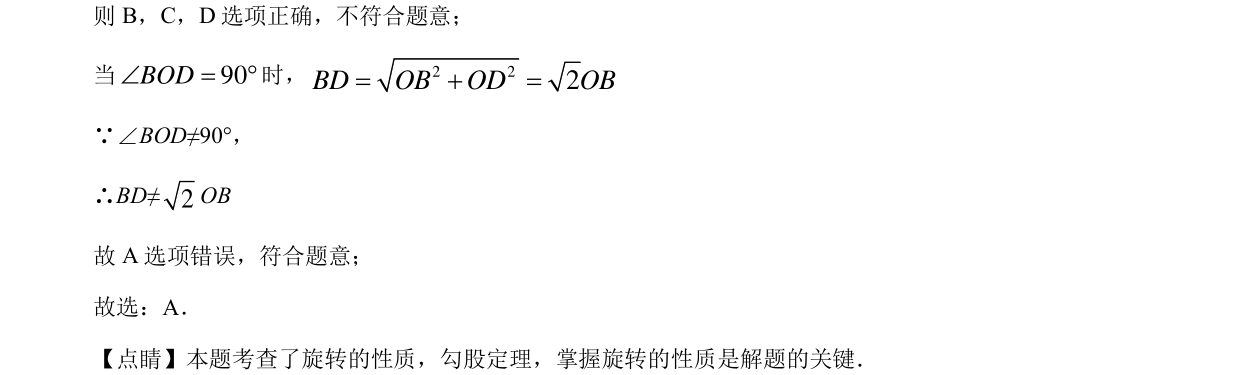 则 B，C，D 选项正确，不符合题意；
当 ∠BOD = 90° 时， BD = √(OB² + OD²) = √2OB
∵∠BOD≠90°，
∴BD≠√2 OB
故 A 选项错误，符合题意；
故选：A．
【点睛】本题考查了旋转的性质，勾股定理，掌握旋转的性质是解题的关键．